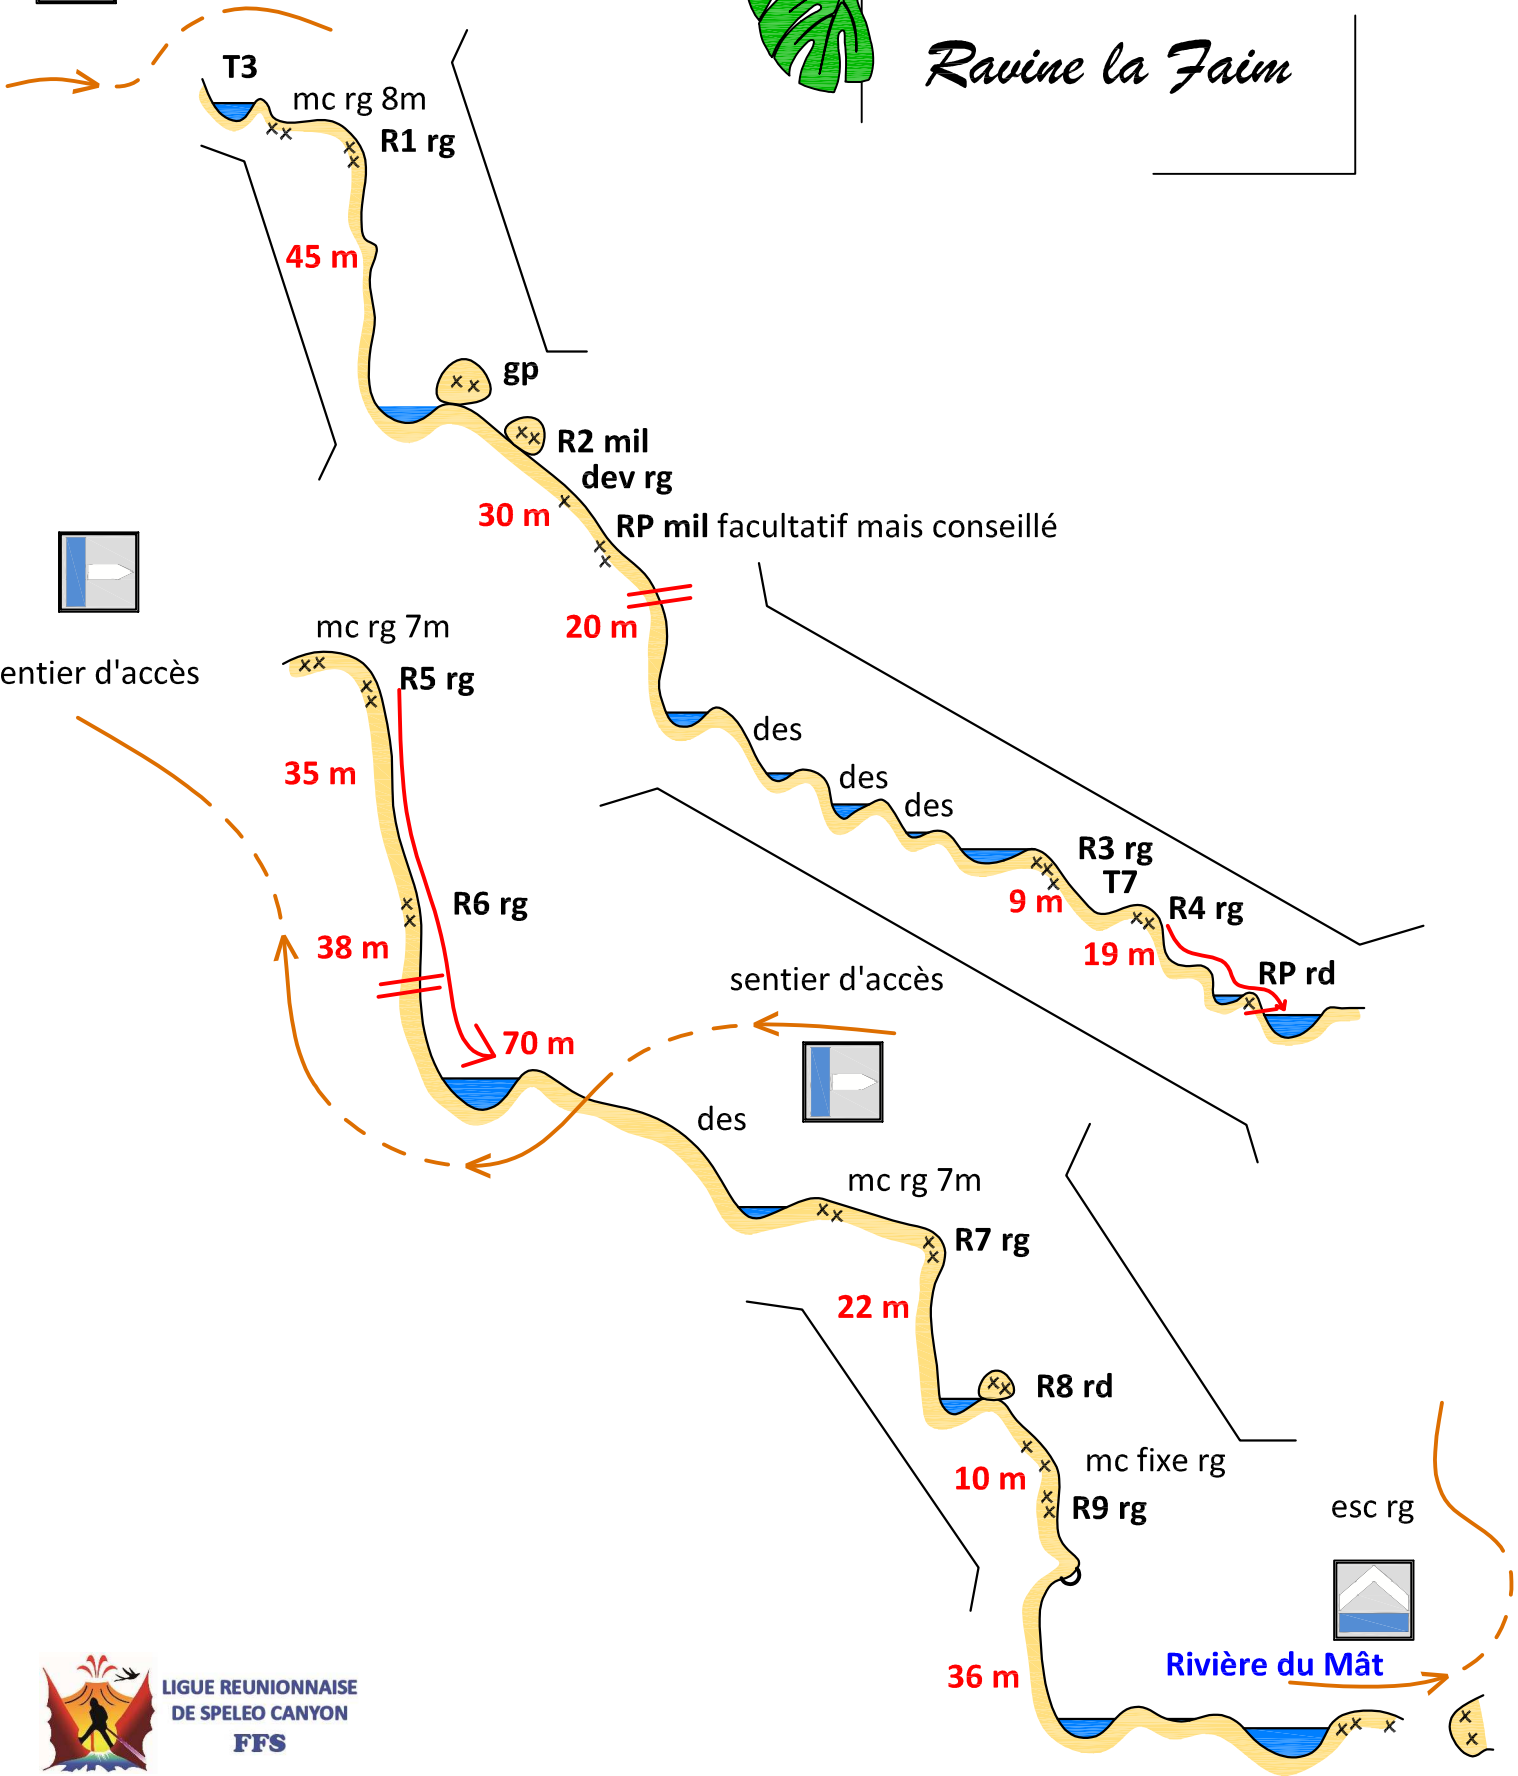 Ravine la Faim
T3
mc rg 8m
R1 rg
45 m
gp
R2 mil
dev rg
30 m
RP mil facultatif mais conseillé
20 m
des
des
des
R3 rg
T7
9 m
R4 rg
19 m
RP rd
entier d'accès
mc rg 7m
R5 rg
35 m
R6 rg
38 m
70 m
sentier d'accès
des
mc rg 7m
R7 rg
22 m
R8 rd
mc fixe rg
10 m
R9 rg
esc rg
36 m
Rivière du Mât
LIGUE REUNIONNAISE
DE SPELEO CANYON
FFS